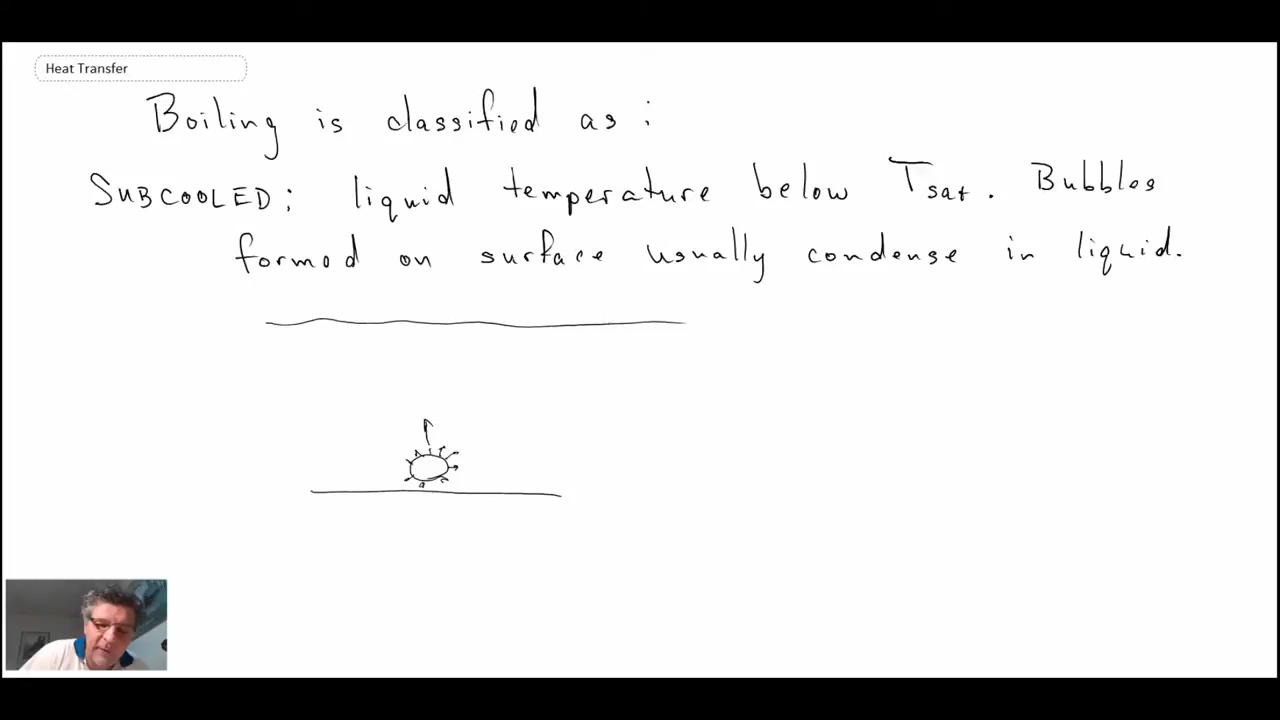 Heat Transfer
Boiling is classified as :
SUBCOOLED: liquid temperature below Tsat. Bubbles
formed on surface usually condense in liquid.